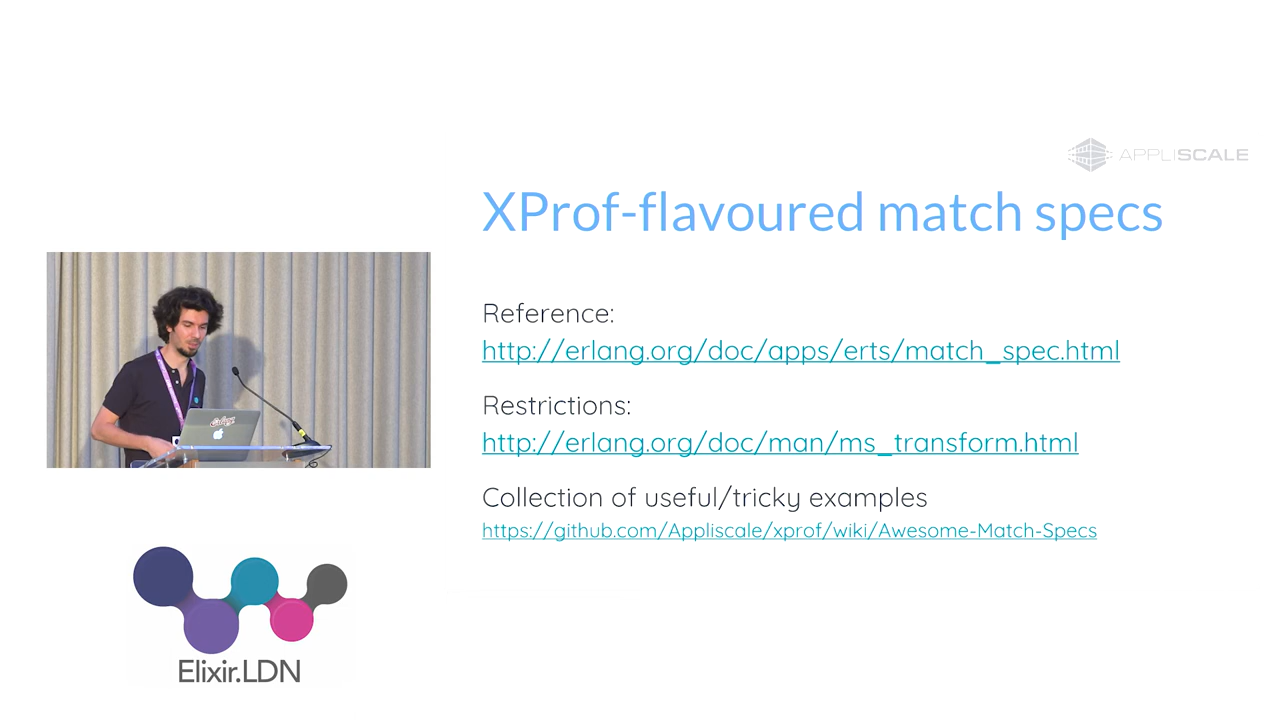 APPLISCALE
XProf-flavoured match specs
Reference:
http://erlang.org/doc/apps/erts/match_spec.html
Restrictions:
http://erlang.org/doc/man/ms_transform.html
Collection of useful/tricky examples
https://github.com/Appliscale/xprof/wiki/Awesome-Match-Specs
Elixir.LDN